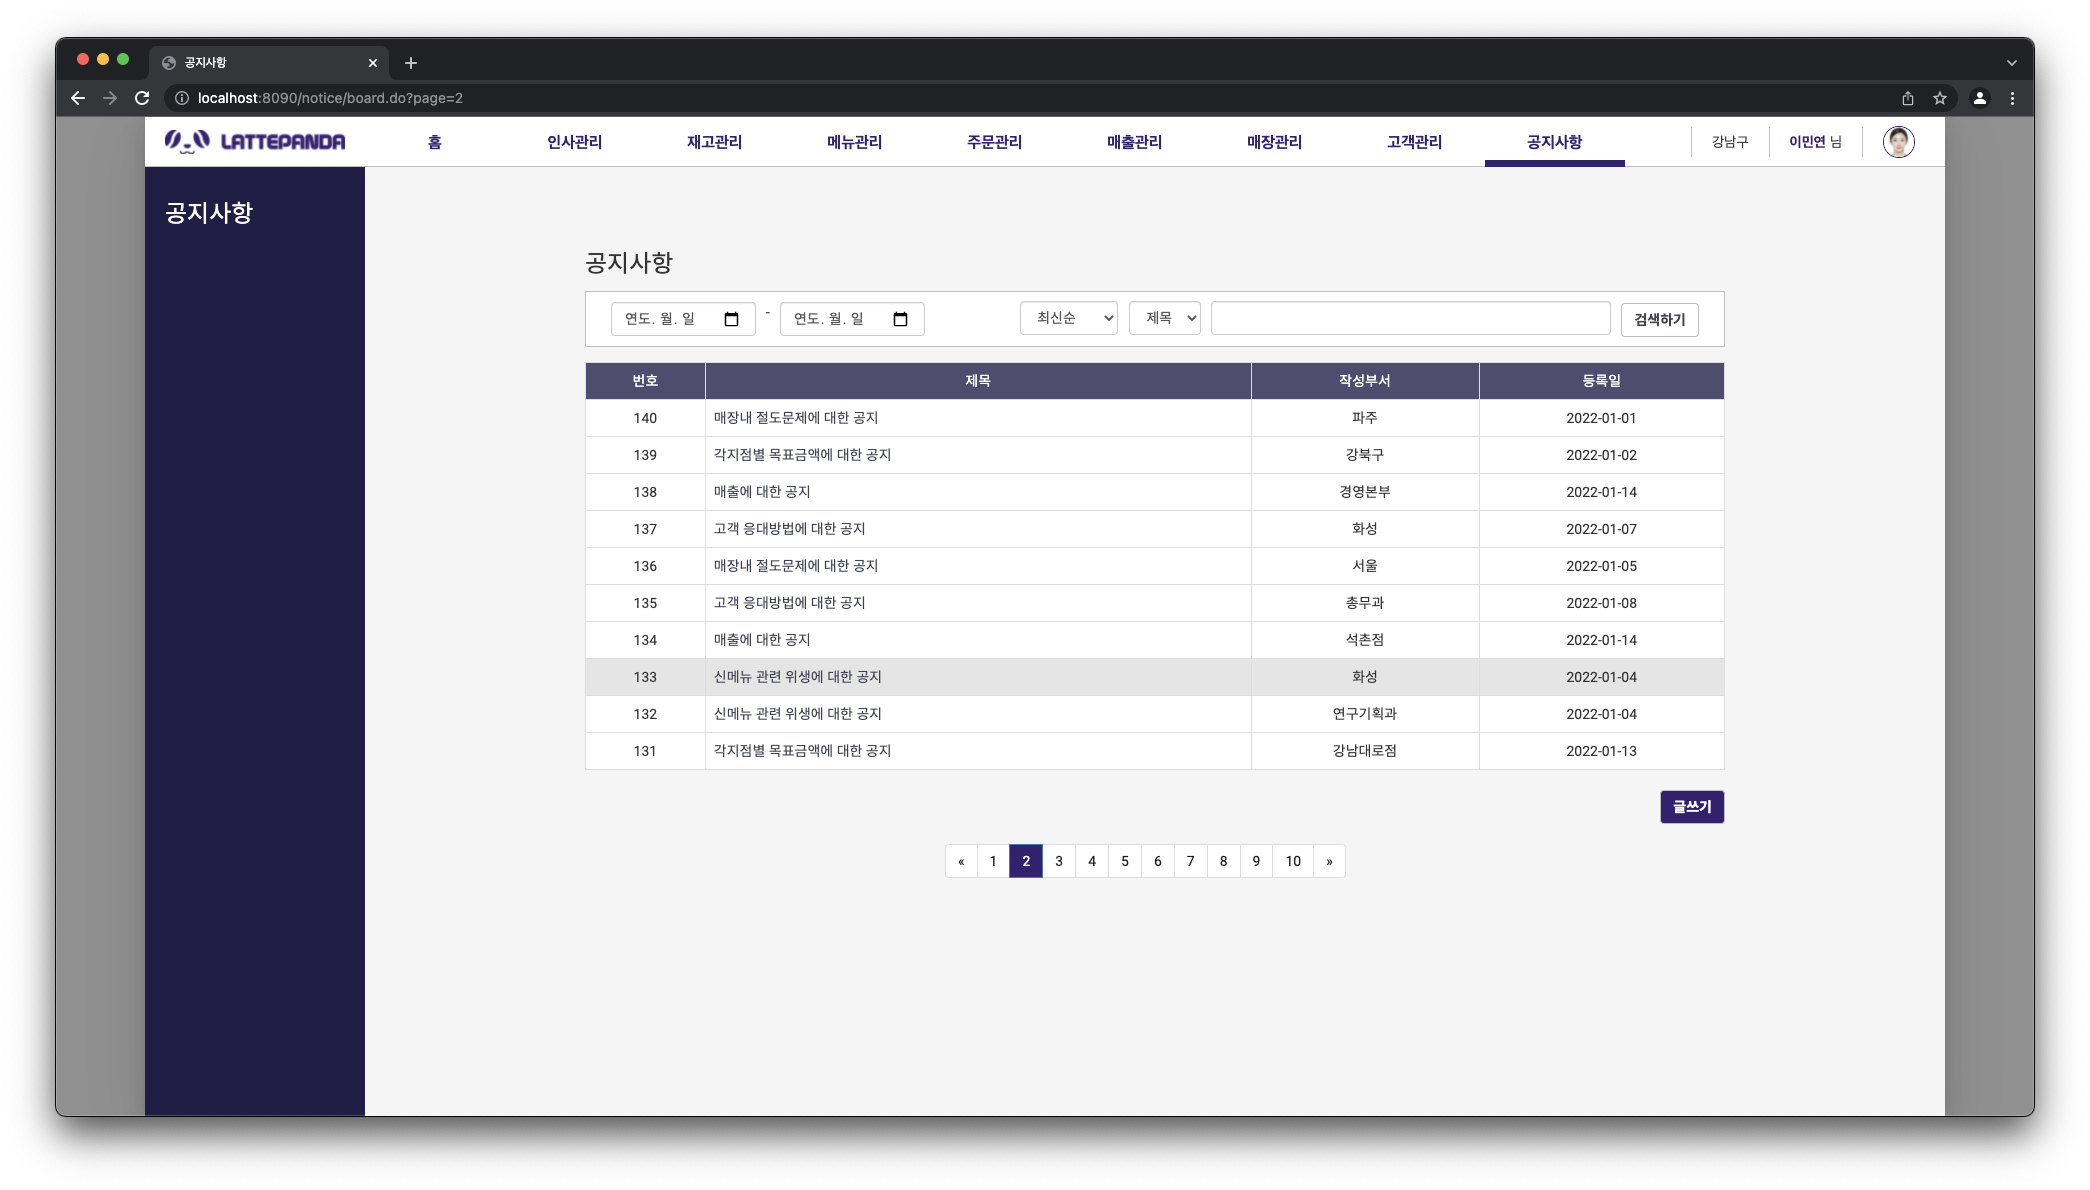 공지사항
localhost:8090/notice/board.do?page=2
LATTEPANDA 홈 인사관리 재고관리 메뉴관리 주문관리 매출관리 매장관리 고객관리 공지사항 강남구 이민연 님
공지사항
공지사항
연도. 월. 일 - 연도. 월. 일 최신순 제목 검색하기
번호 제목 작성부서 등록일
140 매장내 절도문제에 대한 공지 파주 2022-01-01
139 각지점별 목표금액에 대한 공지 강북구 2022-01-02
138 매출에 대한 공지 경영본부 2022-01-14
137 고객 응대방법에 대한 공지 화성 2022-01-07
136 매장내 절도문제에 대한 공지 서울 2022-01-05
135 고객 응대방법에 대한 공지 총무과 2022-01-08
134 매출에 대한 공지 석촌점 2022-01-14
133 신메뉴 관련 위생에 대한 공지 화성 2022-01-04
132 신메뉴 관련 위생에 대한 공지 연구기획과 2022-01-04
131 각지점별 목표금액에 대한 공지 강남대로점 2022-01-13
글쓰기
« 1 2 3 4 5 6 7 8 9 10 »